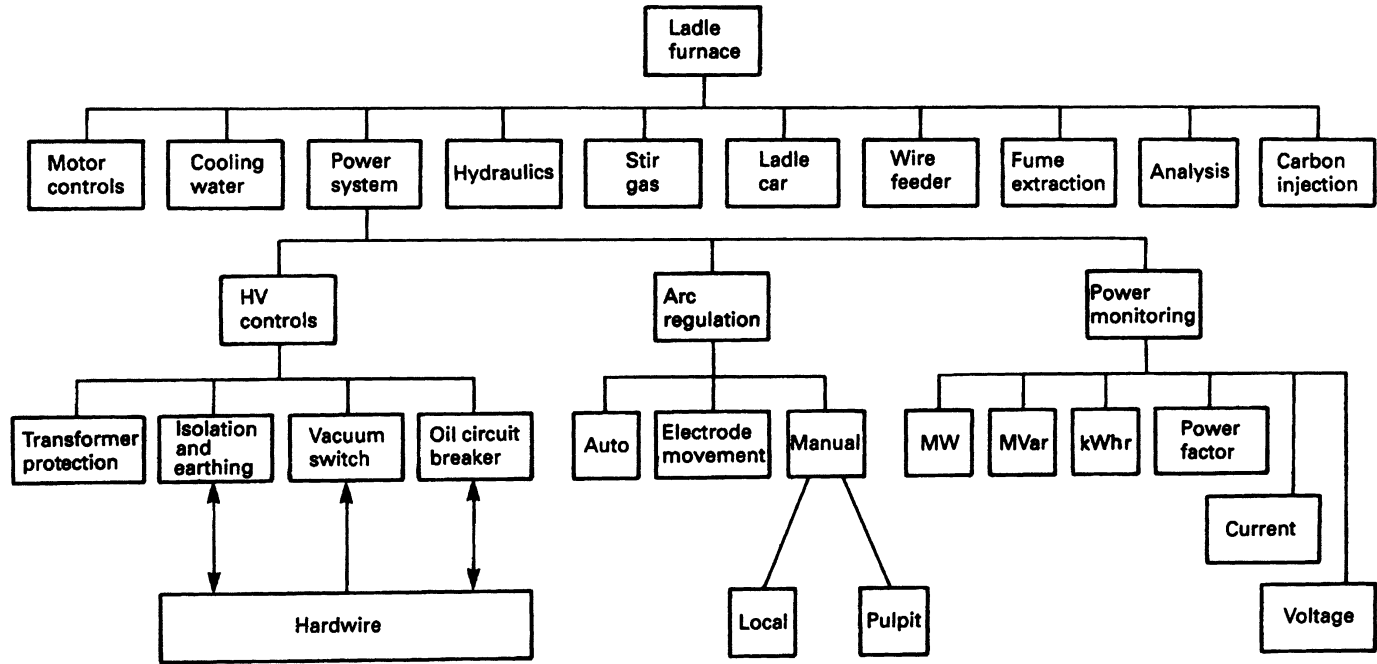 Ladle
furnace
Motor
controls
Cooling
water
Power
system
Hydraulics
Stir
gas
Ladle
car
Wire
feeder
Fume
extraction
Analysis
Carbon
injection
HV
controls
Arc
regulation
Power
monitoring
Transformer
protection
Isolation
and
earthing
Vacuum
switch
Oil circuit
breaker
Auto
Electrode
movement
Manual
MW
MVar
kWhr
Power
factor
Current
Hardwire
Local
Pulpit
Voltage